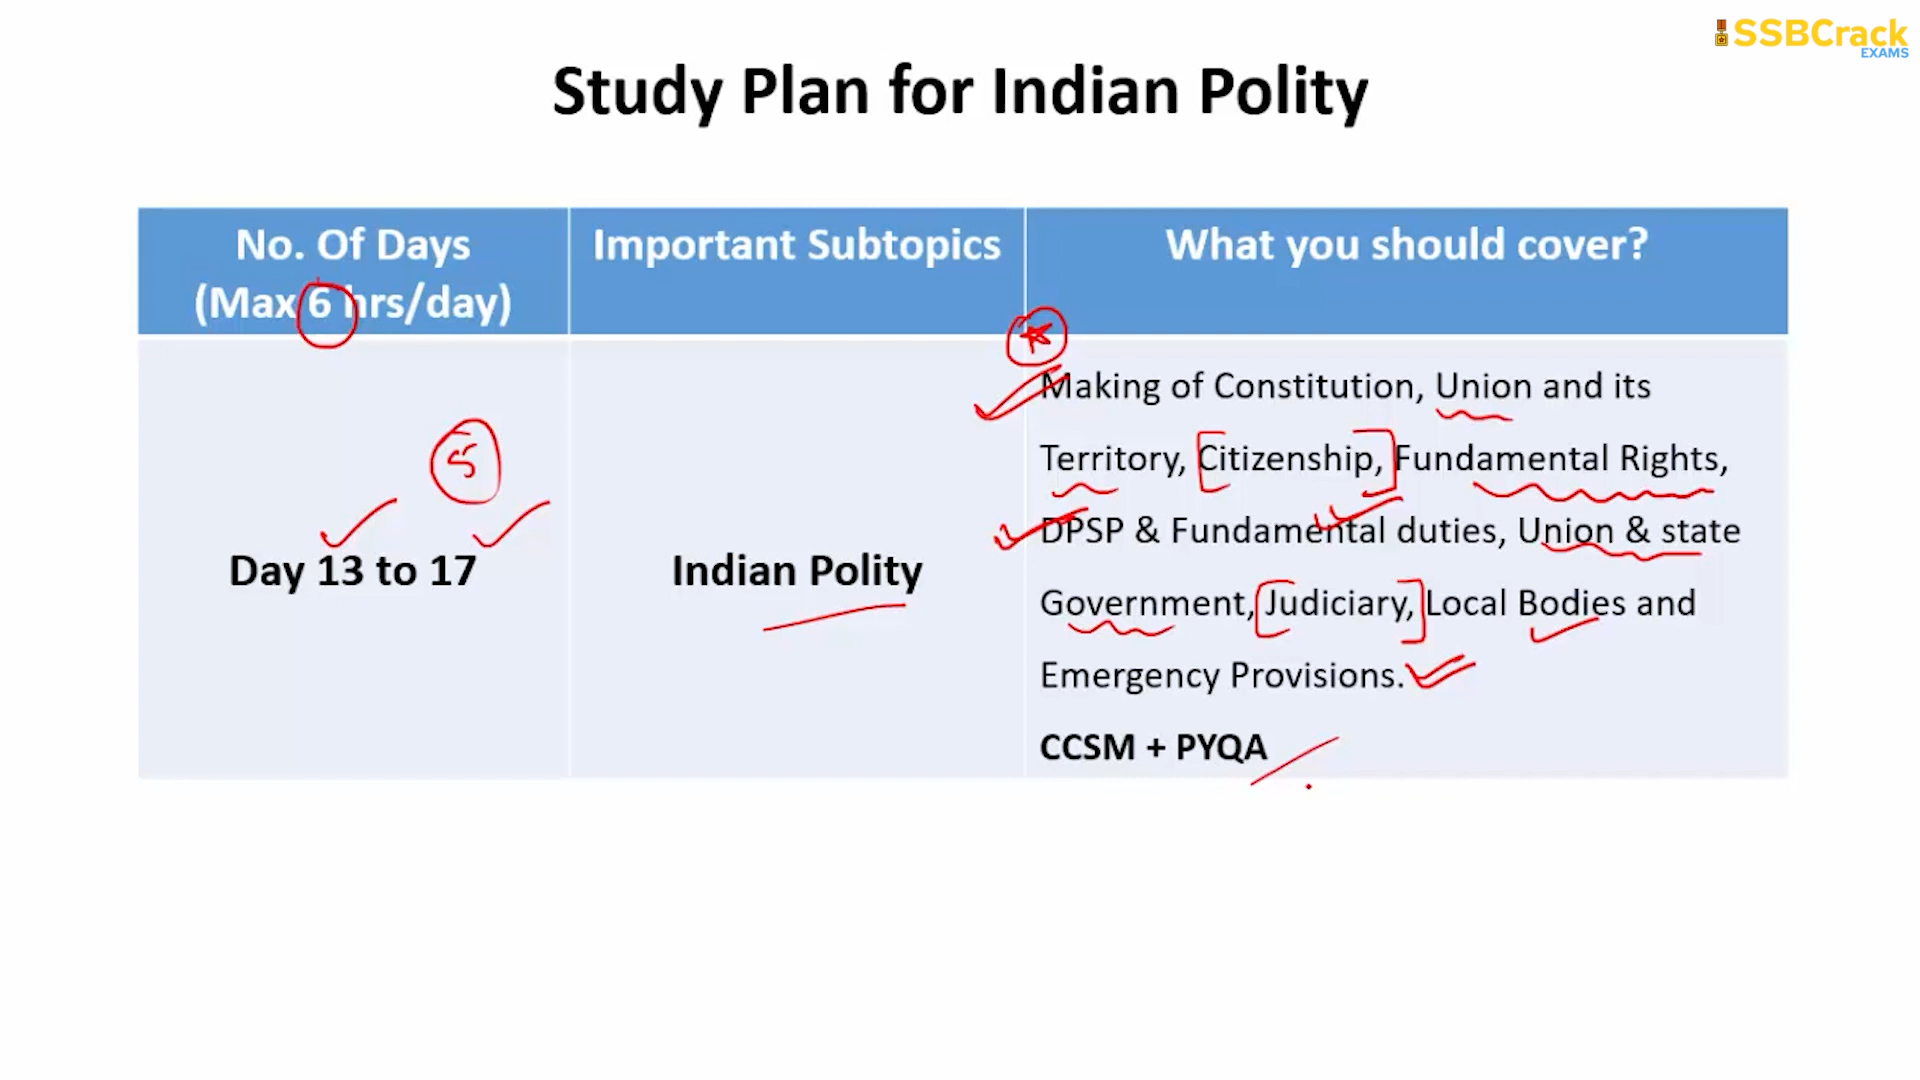 SSBCrack
EXAMS
Study Plan for Indian Polity
No. Of Days
(Max 6 hrs/day)
Important Subtopics
What you should cover?
5
Day 13 to 17
Indian Polity
Making of Constitution, Union and its
Territory, Citizenship, Fundamental Rights,
DPSP & Fundamental duties, Union & state
Government, Judiciary, Local Bodies and
Emergency Provisions.
CCSM + PYQA